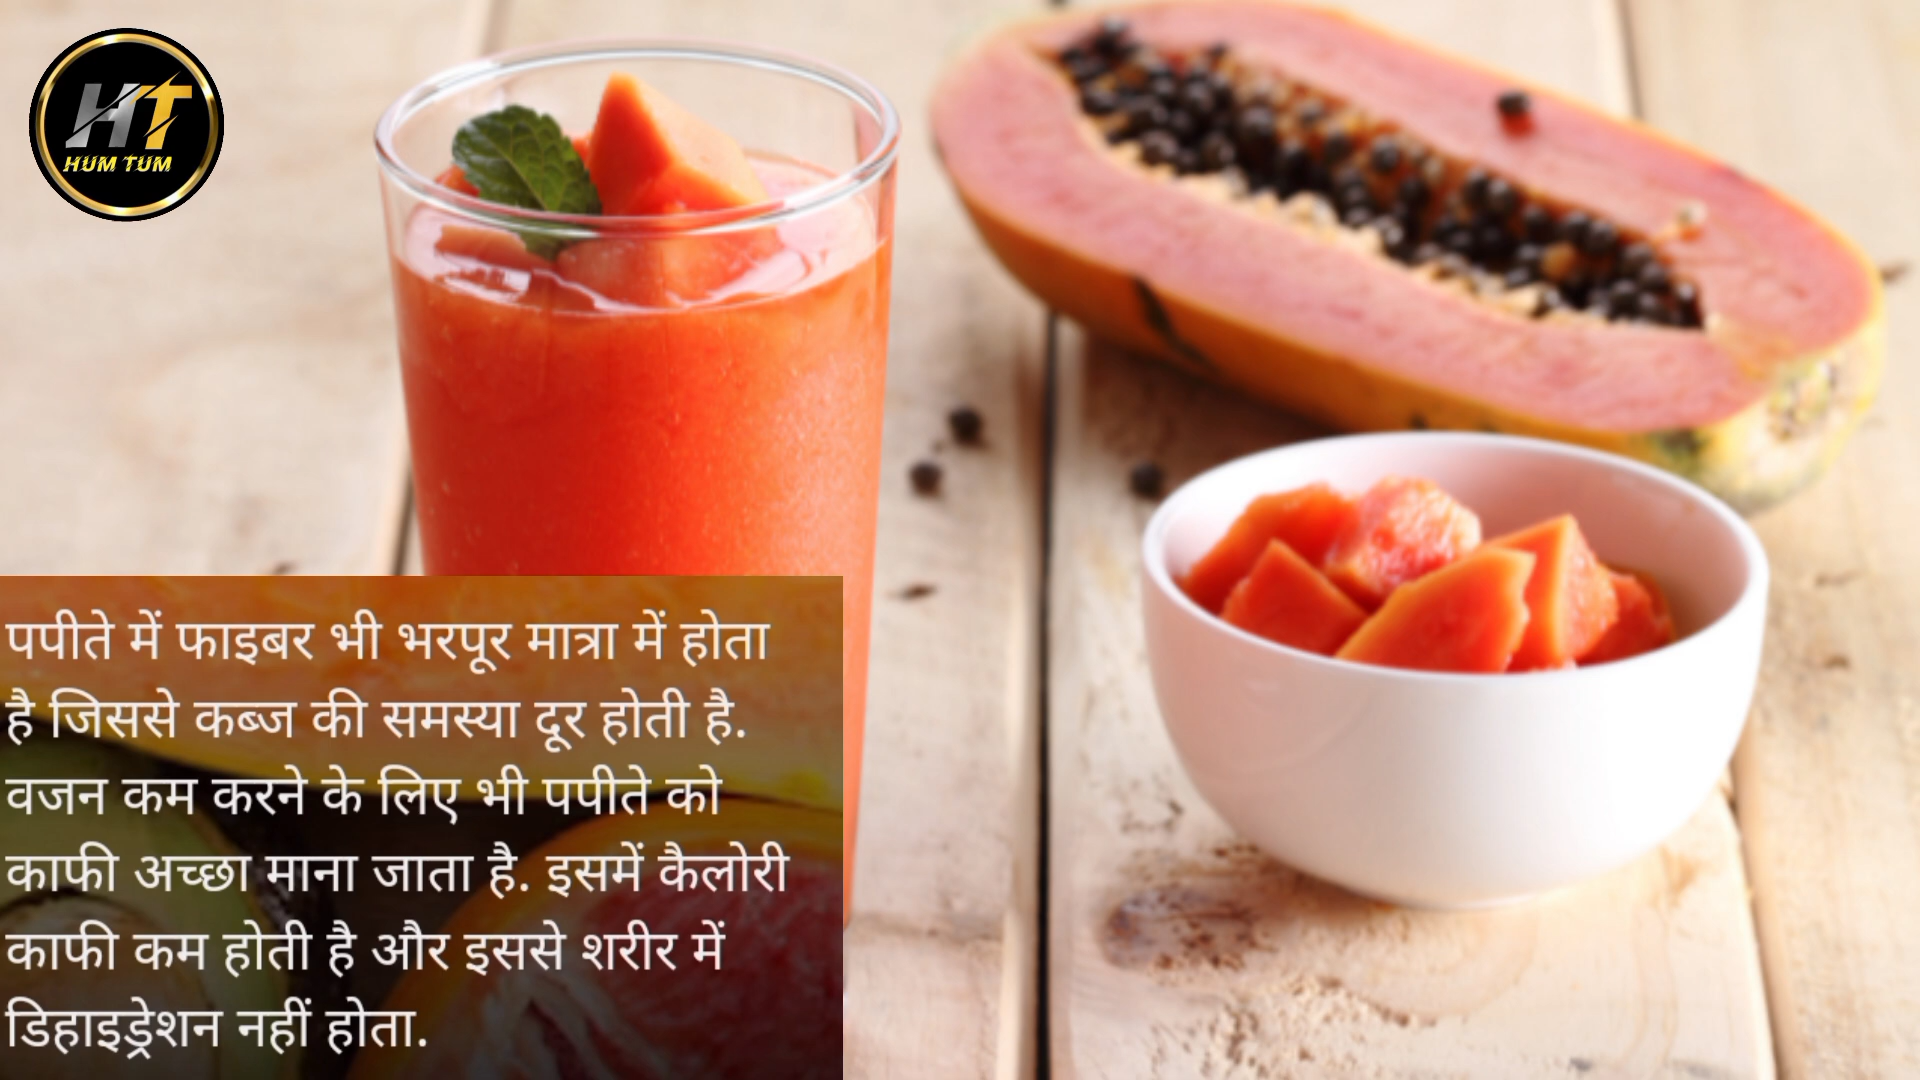 HT
HUM TUM
पपीते में फाइबर भी भरपूर मात्रा में होता
है जिससे कब्ज की समस्या दूर होती है.
वजन कम करने के लिए भी पपीते को
काफी अच्छा माना जाता है. इसमें कैलोरी
काफी कम होती है और इससे शरीर में
डिहाइड्रेशन नहीं होता.